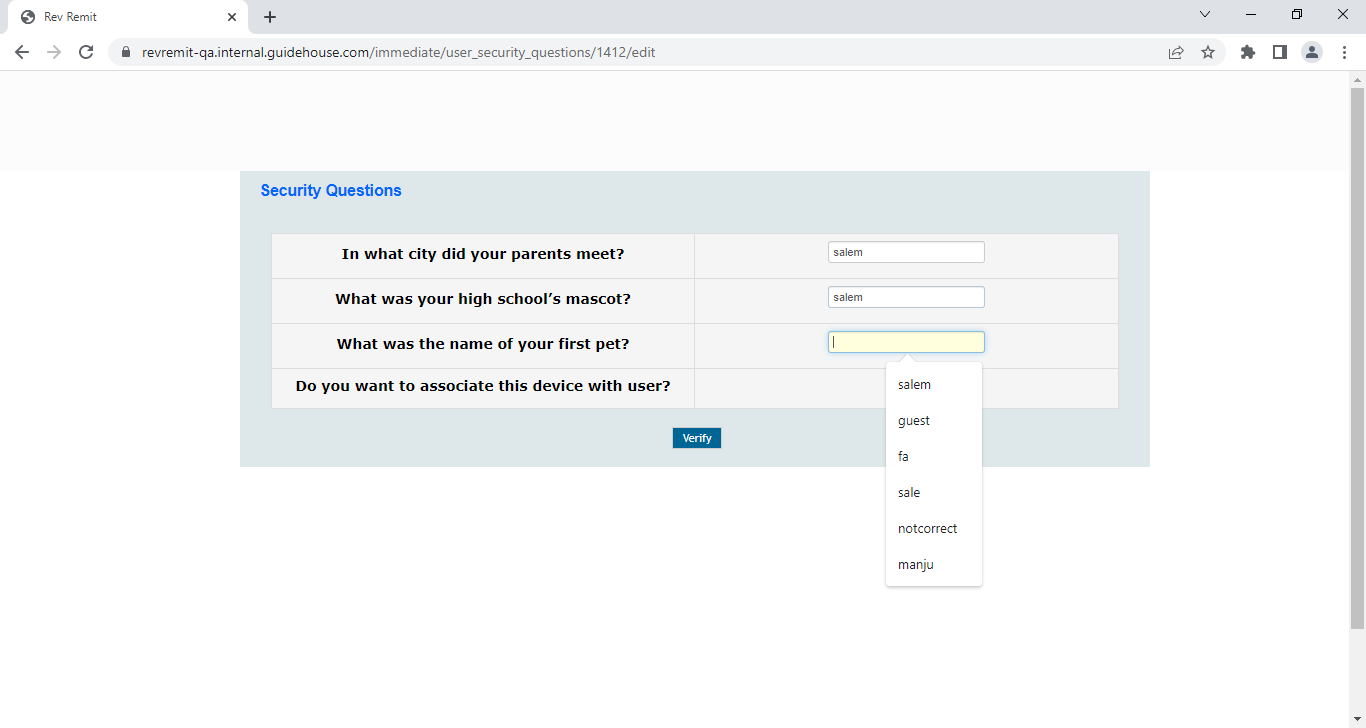 Rev Remit
revremit-qa.internal.guidehouse.com/immediate/user_security_questions/1412/edit
Security Questions
In what city did your parents meet? salem
What was your high school’s mascot? salem
What was the name of your first pet?
Do you want to associate this device with user?
salem
guest
fa
sale
notcorrect
manju
Verify